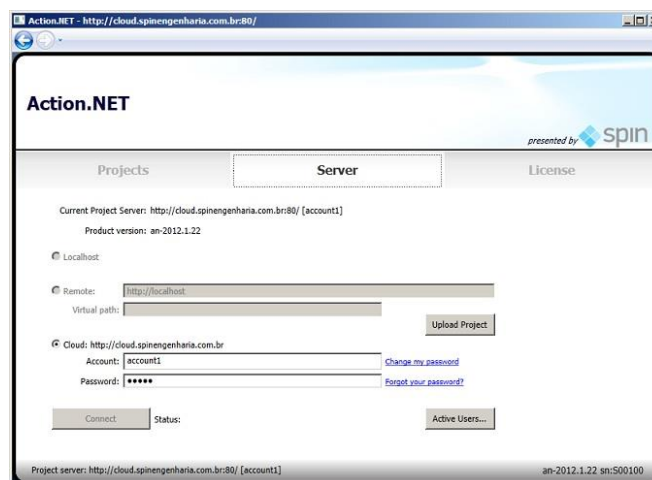 Action.NET - http://cloud.spinengenharia.com.br:80/
Action.NET
presented by spin
Projects Server License
Current Project Server: http://cloud.spinengenharia.com.br:80/ [account1]
Product version: an-2012.1.22
Localhost
Remote: http://localhost
Virtual path:
Upload Project
Cloud: http://cloud.spinengenharia.com.br
Account: account1 Change my password
Password: ●●●●● Forgot your password?
Connect Status: Active Users...
Project server: http://cloud.spinengenharia.com.br:80/ [account1] an-2012.1.22 sn:S00100